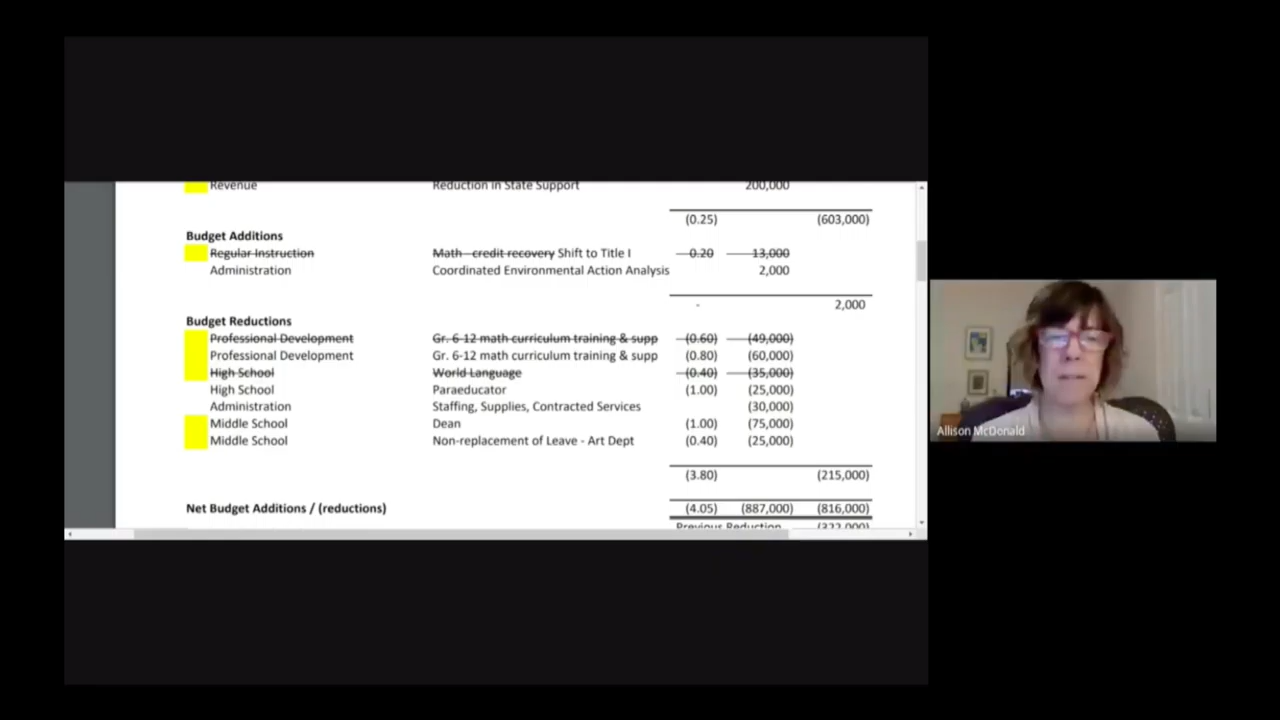 Revenue Reduction in State Support 200,000
(0.25) (603,000)
Budget Additions
Regular Instruction Math - credit recovery Shift to Title I 0.20 13,000
Administration Coordinated Environmental Action Analysis 2,000
- 2,000
Budget Reductions
Professional Development Gr. 6-12 math curriculum training & supp (0.60) (49,000)
Professional Development Gr. 6-12 math curriculum training & supp (0.80) (60,000)
High School World Language (0.40) (35,000)
High School Paraeducator (1.00) (25,000)
Administration Staffing, Supplies, Contracted Services (30,000)
Middle School Dean (1.00) (75,000)
Middle School Non-replacement of Leave - Art Dept (0.40) (25,000)
(3.80) (215,000)
Net Budget Additions / (reductions) (4.05) (887,000) (816,000)
Previous Reduction (322,000)
Allison McDonald